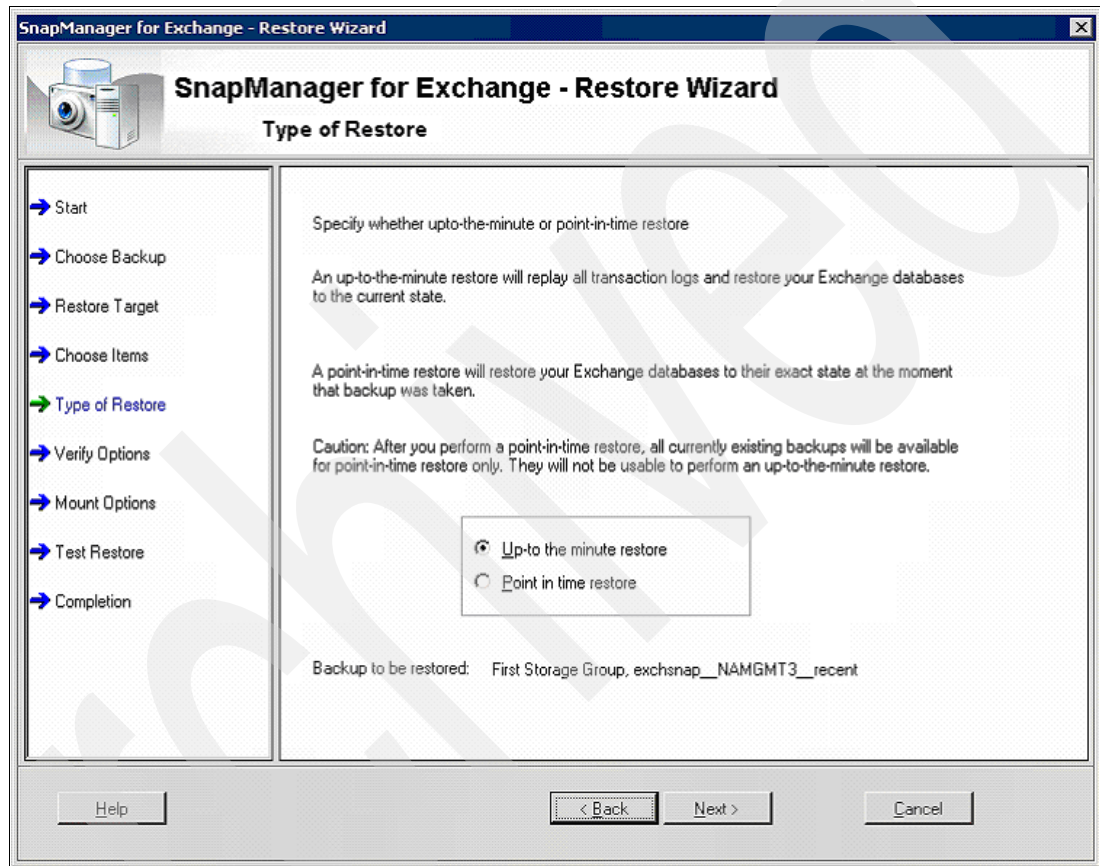 SnapManager for Exchange - Restore Wizard
SnapManager for Exchange - Restore Wizard
Type of Restore
Start
Choose Backup
Restore Target
Choose Items
Type of Restore
Verify Options
Mount Options
Test Restore
Completion
Specify whether upto-the-minute or point-in-time restore
An up-to-the-minute restore will replay all transaction logs and restore your Exchange databases
to the current state.
A point-in-time restore will restore your Exchange databases to their exact state at the moment
that backup was taken.
Caution: After you perform a point-in-time restore, all currently existing backups will be available
for point-in-time restore only. They will not be usable to perform an up-to-the-minute restore.
Up-to the minute restore
Point in time restore
Backup to be restored: First Storage Group, exchsnap__NAMGMT3__recent
Help
< Back
Next >
Cancel